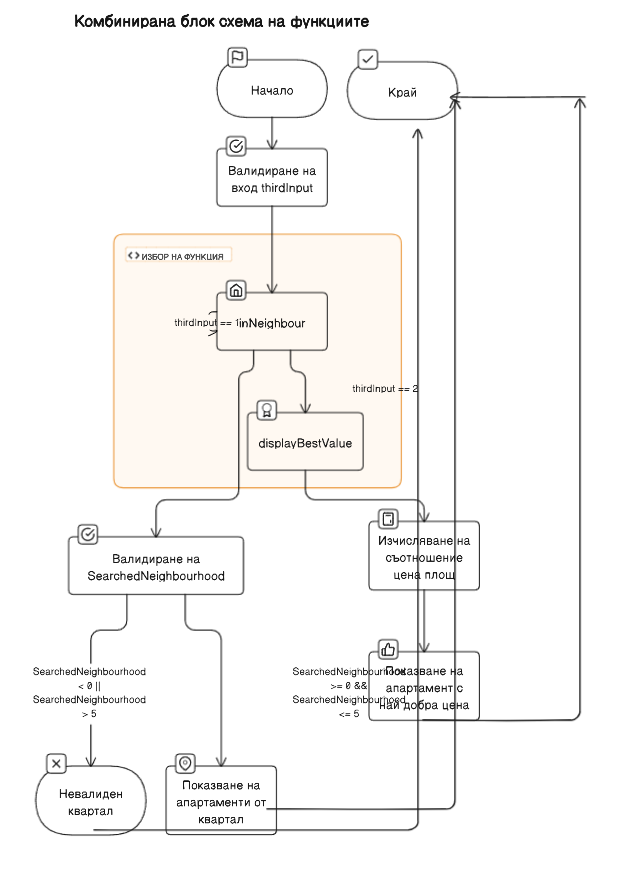 Комбинирана блок схема на функциите
Начало
Край
Валидиране на
вход thirdInput
ИЗБОР НА ФУНКЦИЯ
thirdInput == 1
inNeighbour
thirdInput == 2
displayBestValue
Валидиране на
SearchedNeighbourhood
Изчисляване на
съотношение
цена площ
SearchedNeighbourhood
< 0 ||
SearchedNeighbourhood
> 5
SearchedNeighbourhood
>= 0 &&
SearchedNeighbourhood
<= 5
Показване на
апартамент с
най добра цена
Невалиден
квартал
Показване на
апартаменти от
квартал